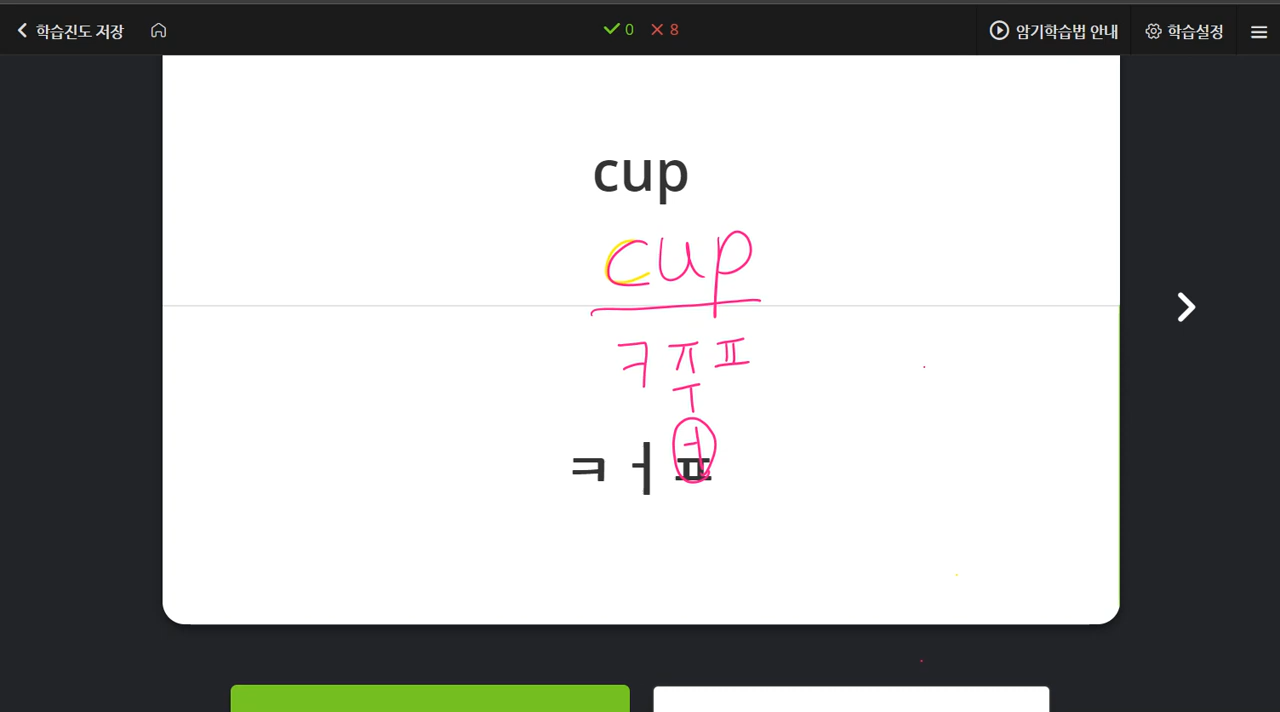 학습진도 저장 0 8 암기학습법 안내 학습설정
cup
cup
ㅋ ㅠ ㅍ
ㅜ
ㅓ
ㅋ ㅓ ㅍ